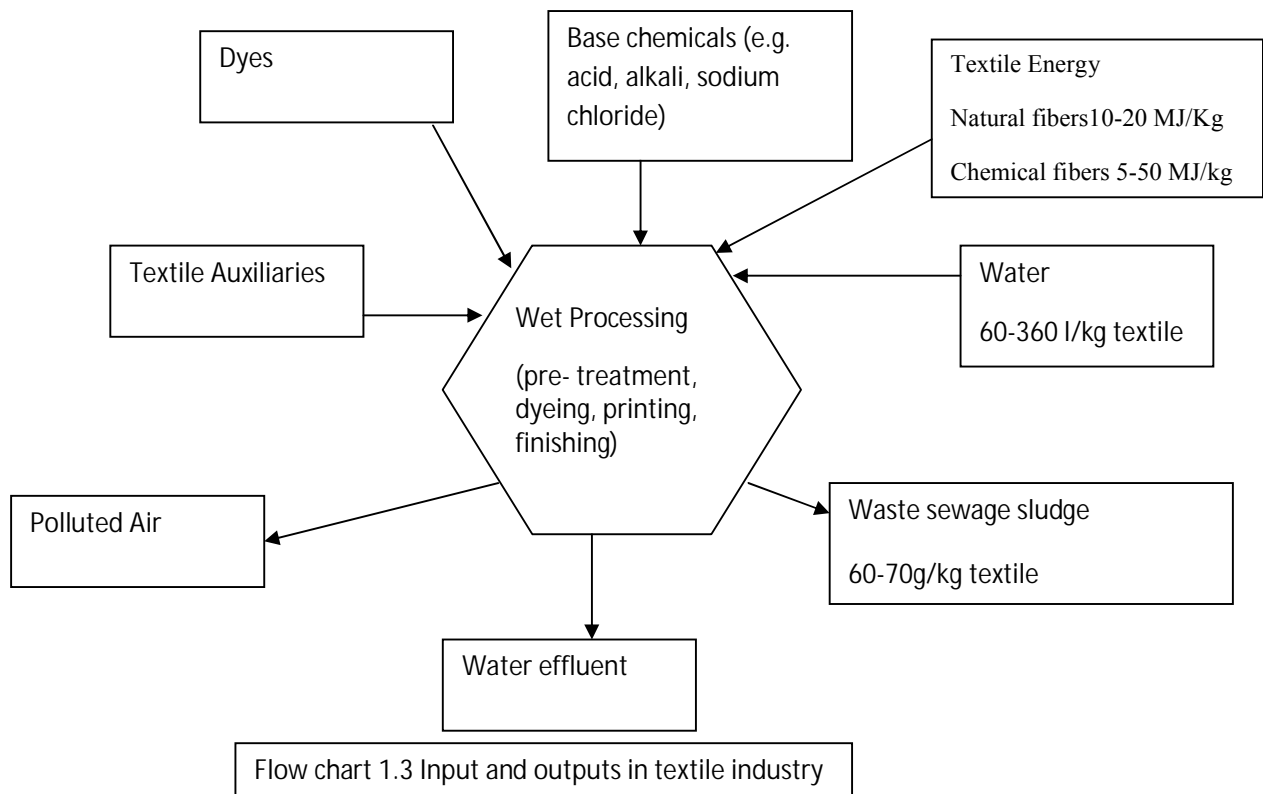 Dyes
Base chemicals (e.g.
acid, alkali, sodium
chloride)
Textile Energy
Natural fibers10-20 MJ/Kg
Chemical fibers 5-50 MJ/kg
Textile Auxiliaries
Wet Processing
(pre- treatment,
dyeing, printing,
finishing)
Water
60-360 l/kg textile
Polluted Air
Waste sewage sludge
60-70g/kg textile
Water effluent
Flow chart 1.3 Input and outputs in textile industry